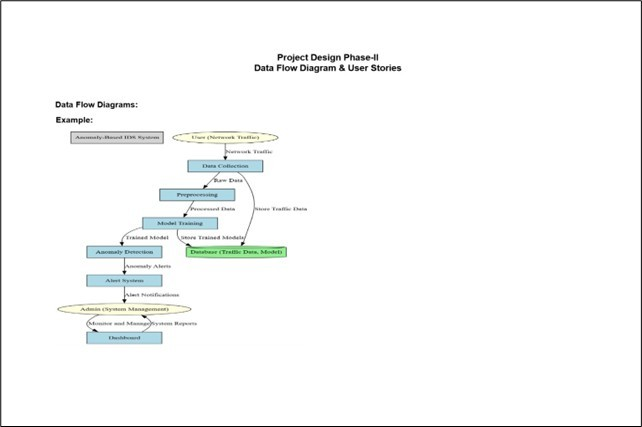 Project Design Phase-II
Data Flow Diagram & User Stories
Data Flow Diagrams:
Example:
Anomaly-Based IDS System
User (Network Traffic)
Network Traffic
Data Collection
Raw Data
Preprocessing
Processed Data
Store Traffic Data
Model Training
Trained Model
Store Trained Models
Anomaly Detection
Database (Traffic Data, Model)
Anomaly Alerts
Alert System
Alert Notifications
Admin (System Management)
Monitor and Manage
System Reports
Dashboard